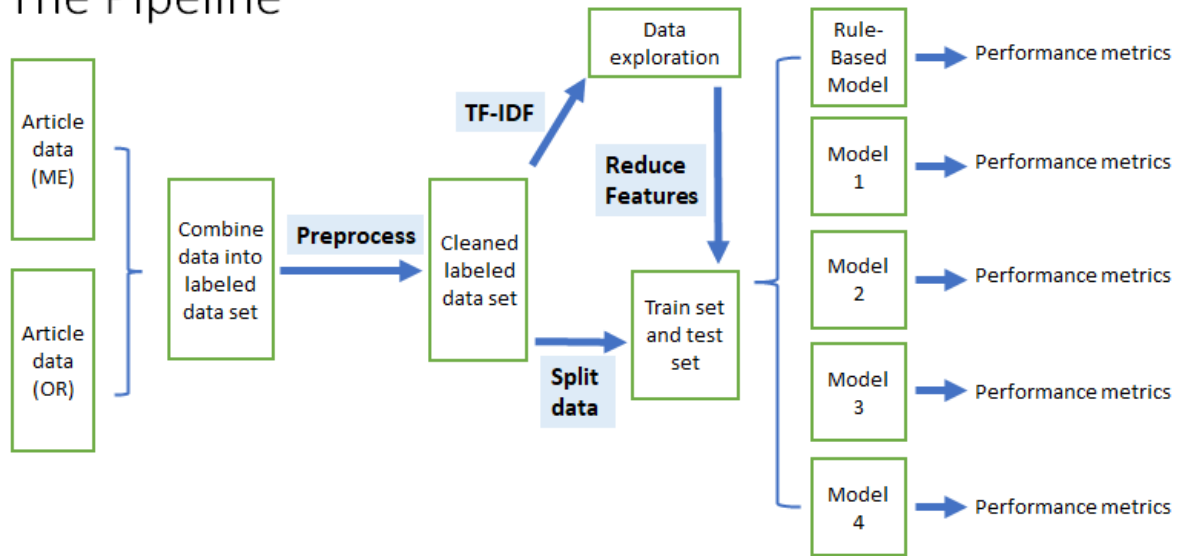 The Pipeline
Article
data
(ME)
Article
data
(OR)
Combine
data into
labeled
data set
Preprocess
Cleaned
labeled
data set
TF-IDF
Data
exploration
Reduce
Features
Split
data
Train set
and test
set
Rule-
Based
Model
Performance metrics
Model
1
Performance metrics
Model
2
Performance metrics
Model
3
Performance metrics
Model
4
Performance metrics